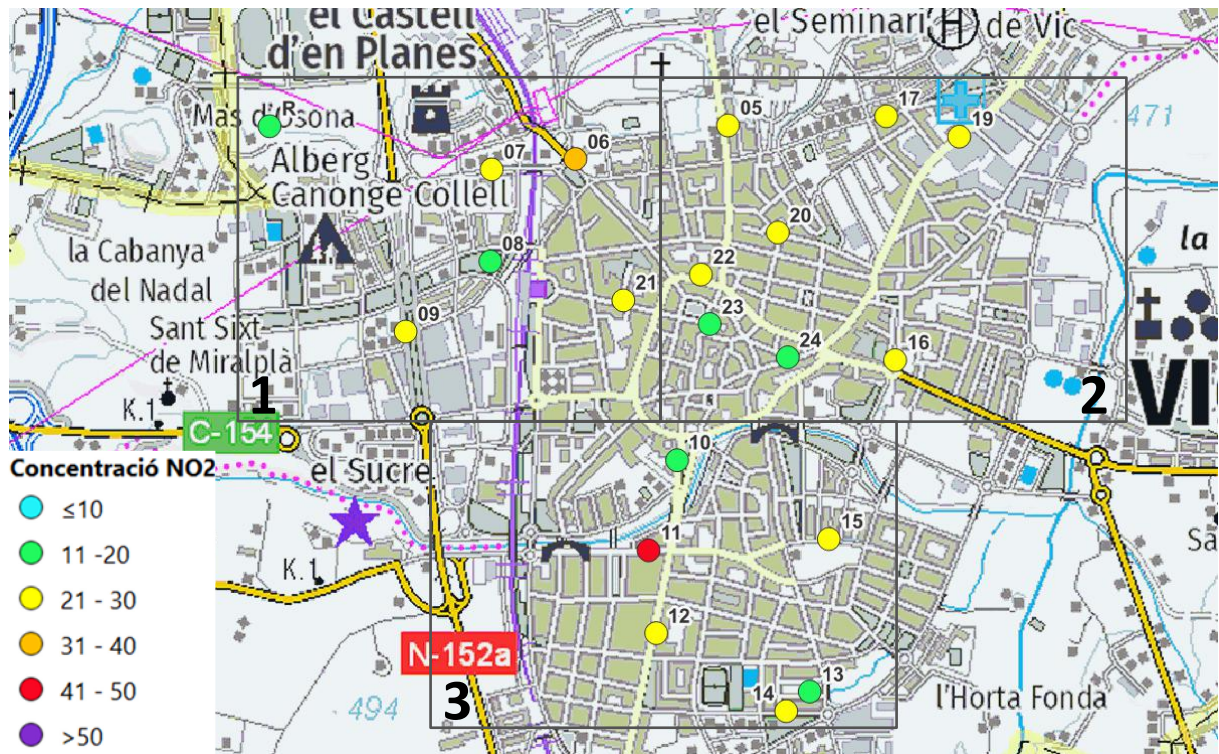 el Castell
d'en Planes
el Seminari
H
de Vic
Mas d'Osona
R
Alberg
Canonge Collell
la Cabanya
del Nadal
Sant Sixt
de Miralplà
K.1
C-154
el Sucre
K.1
N-152a
494
471
la
VI
l'Horta Fonda
Sa
05
06
07
08
09
10
11
12
13
14
15
16
17
19
20
21
22
23
24
1
2
3
Concentració NO2
≤10
11 -20
21 - 30
31 - 40
41 - 50
>50